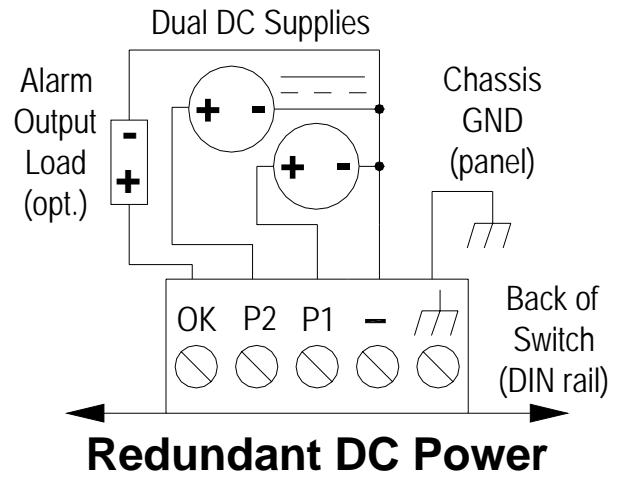 Dual DC Supplies
Alarm
Output
Load
(opt.)
-
+
+ -
+ -
Chassis
GND
(panel)
OK P2 P1 –
Back of
Switch
(DIN rail)
Redundant DC Power